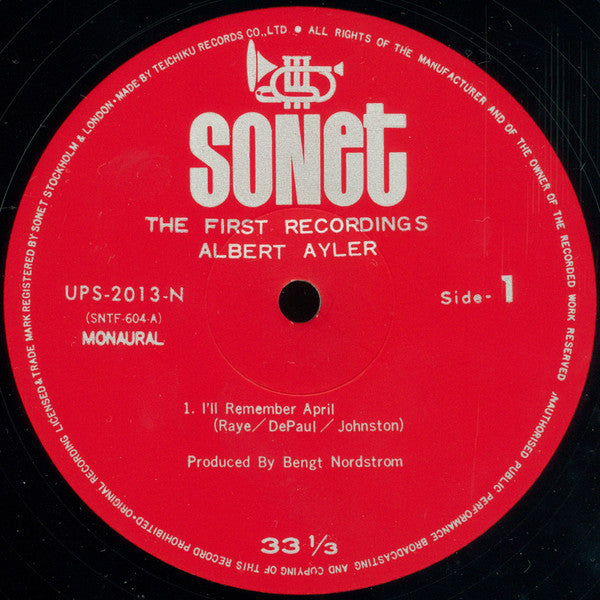 ORIGINAL RECORDING LICENSED & TRADE MARK REGISTERED BY SONET STOCKHOLM & LONDON • MADE BY TEICHIKU RECORDS CO.,LTD • ALL RIGHTS OF THE MANUFACTURER AND OF THE OWNER OF THE RECORDED WORK RESERVED • /NAUTHORISED PUBLIC PERFORMANCE BROADCASTING AND COPYING OF THIS RECORD PROHIBITED •
SONet
THE FIRST RECORDINGS
ALBERT AYLER
UPS-2013-N
Side- 1
(SNTF-604-A)
MONAURAL
1. I'll Remember April
(Raye/DePaul/Johnston)
Produced By Bengt Nordstrom
33 1/3